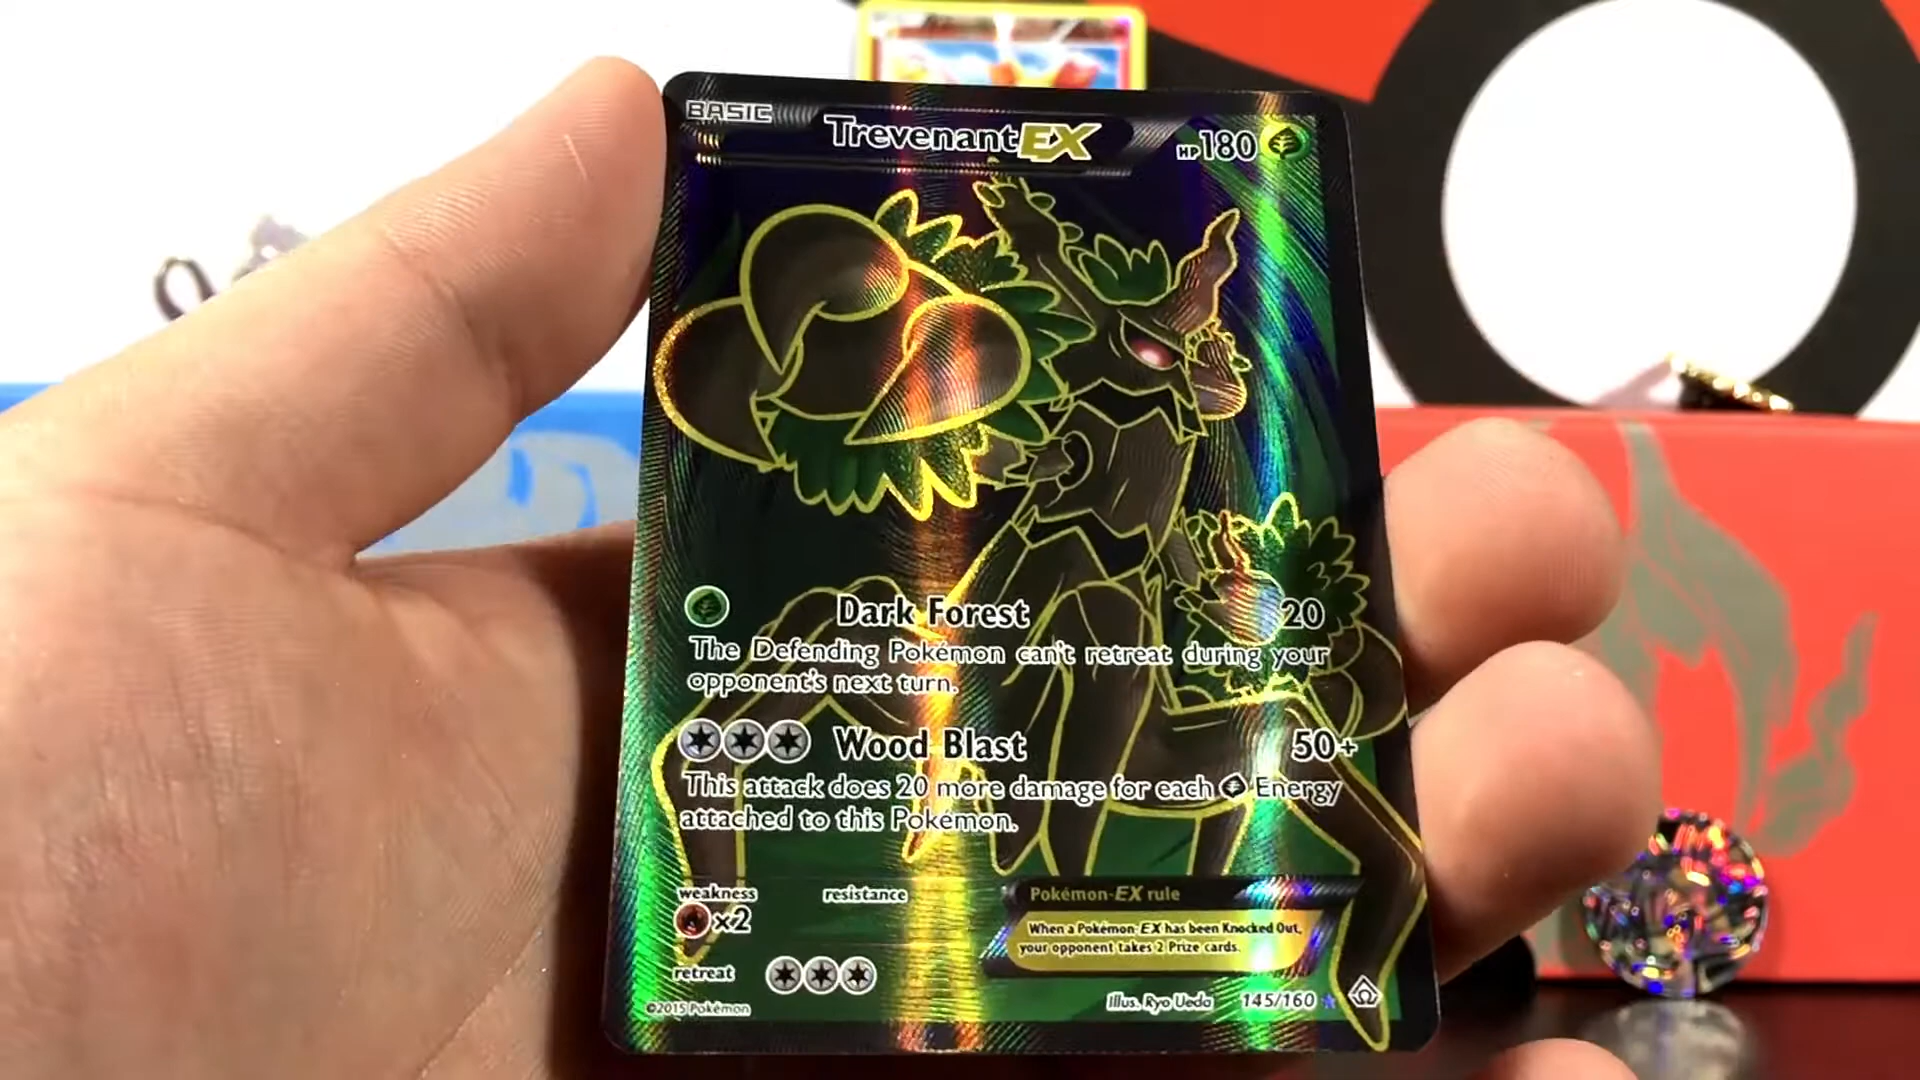 BASIC
Trevenant EX
HP180
Dark Forest 20
The Defending Pokémon can't retreat during your
opponent's next turn.
Wood Blast 50+
This attack does 20 more damage for each Energy
attached to this Pokémon.
weakness resistance
x2
retreat
Pokémon-EX rule
When a Pokémon-EX has been Knocked Out,
your opponent takes 2 Prize cards.
©2015 Pokémon
Illus. Ryo Ueda 145/160